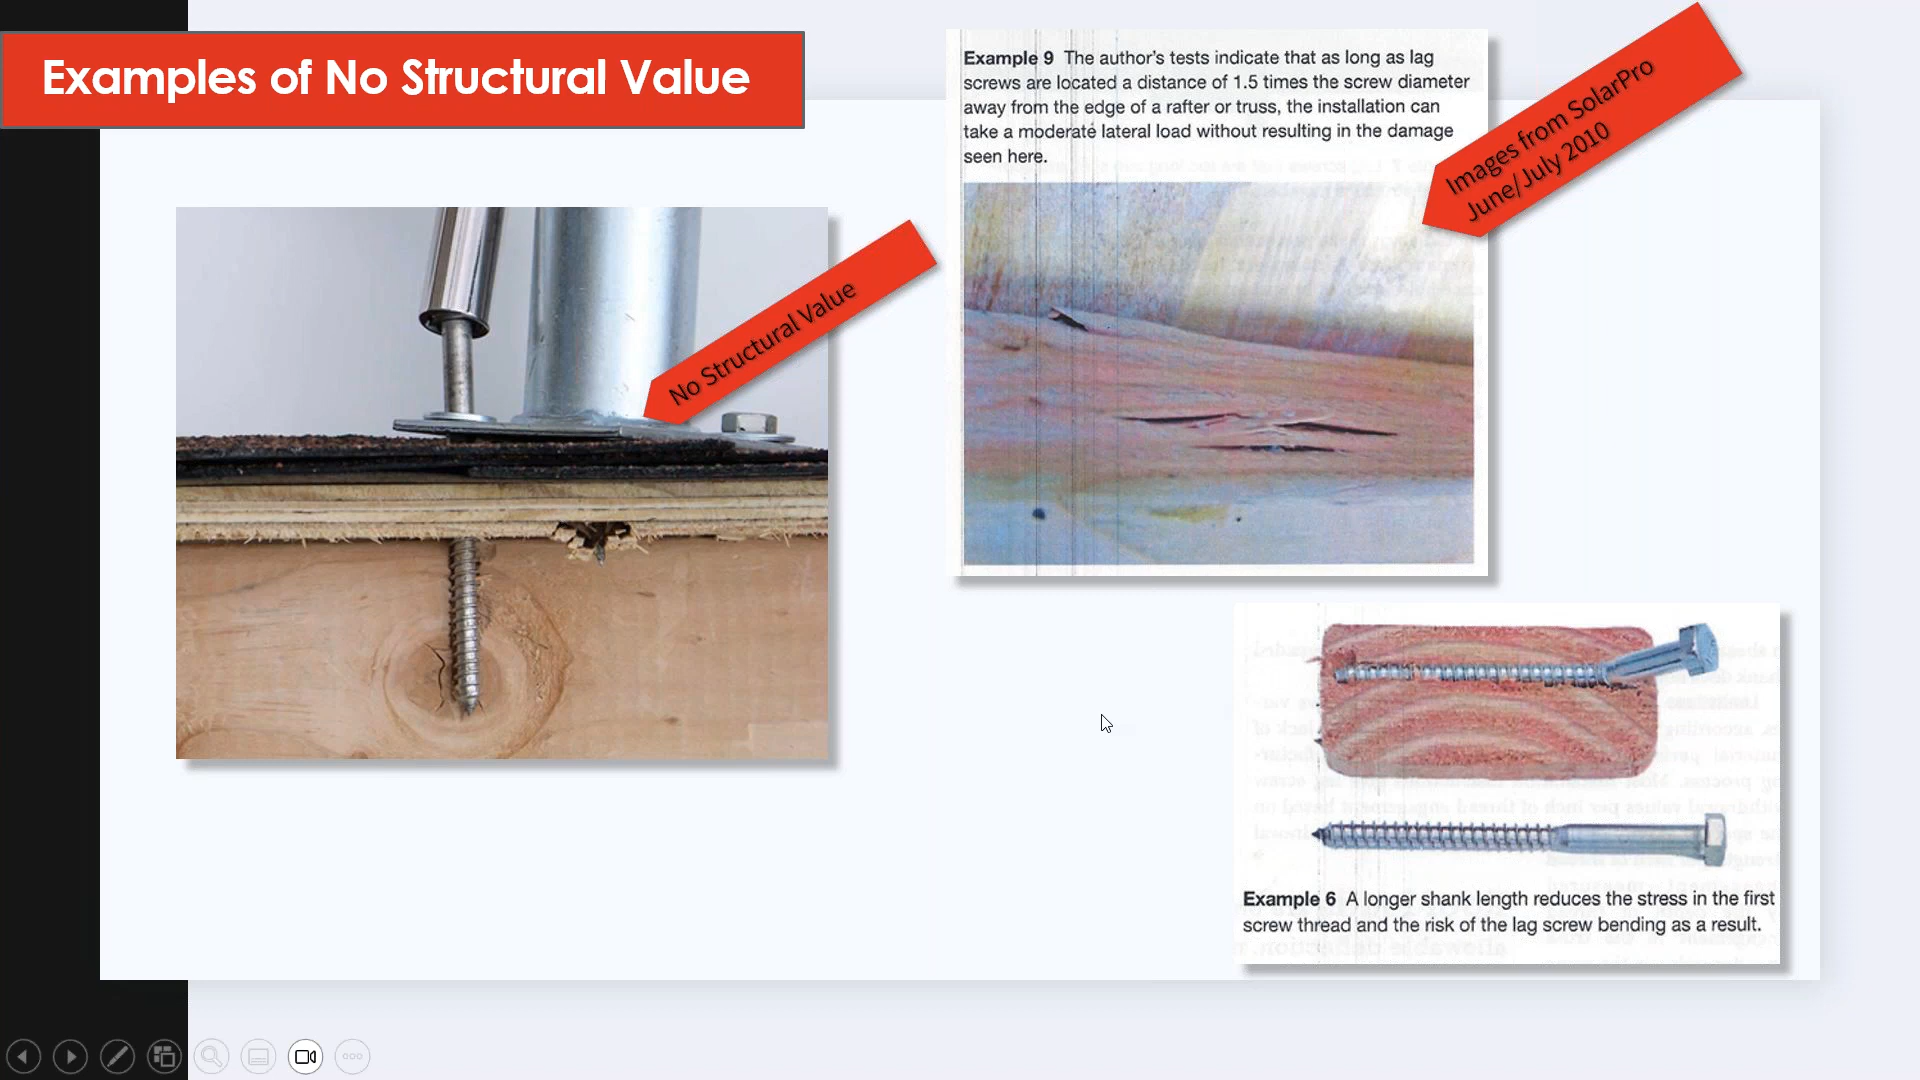 Examples of No Structural Value
No Structural Value
Example 9 The author's tests indicate that as long as lag
screws are located a distance of 1.5 times the screw diameter
away from the edge of a rafter or truss, the installation can
take a moderate lateral load without resulting in the damage
seen here.
Images from SolarPro
June/July 2010
Example 6 A longer shank length reduces the stress in the first
screw thread and the risk of the lag screw bending as a result.